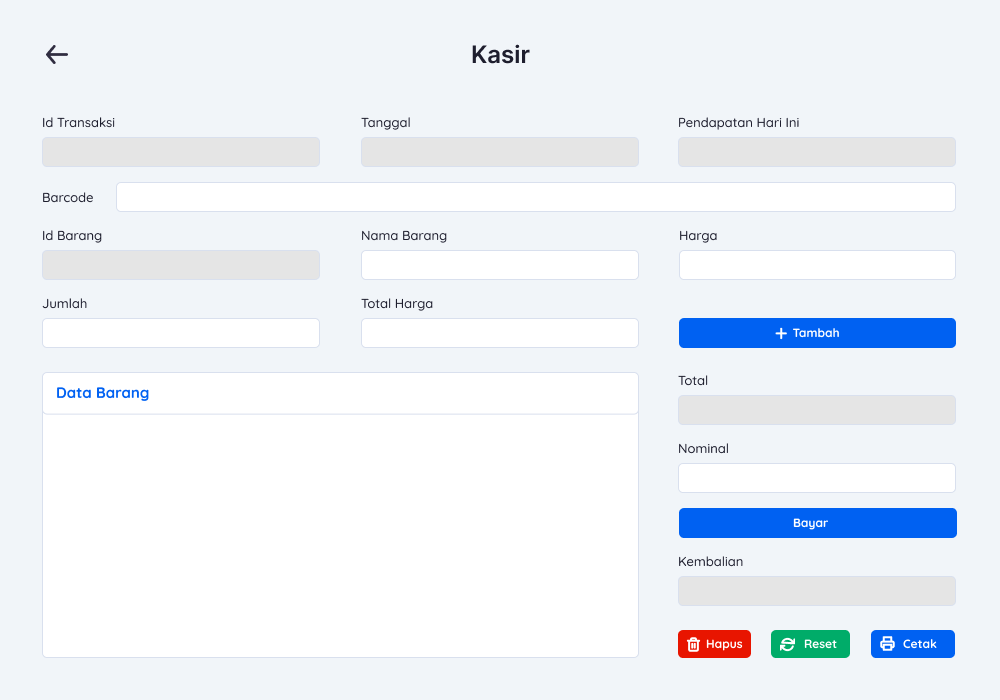 Kasir
Id Transaksi
Tanggal
Pendapatan Hari Ini
Barcode
Id Barang
Nama Barang
Harga
Jumlah
Total Harga
Tambah
Data Barang
Total
Nominal
Bayar
Kembalian
Hapus
Reset
Cetak